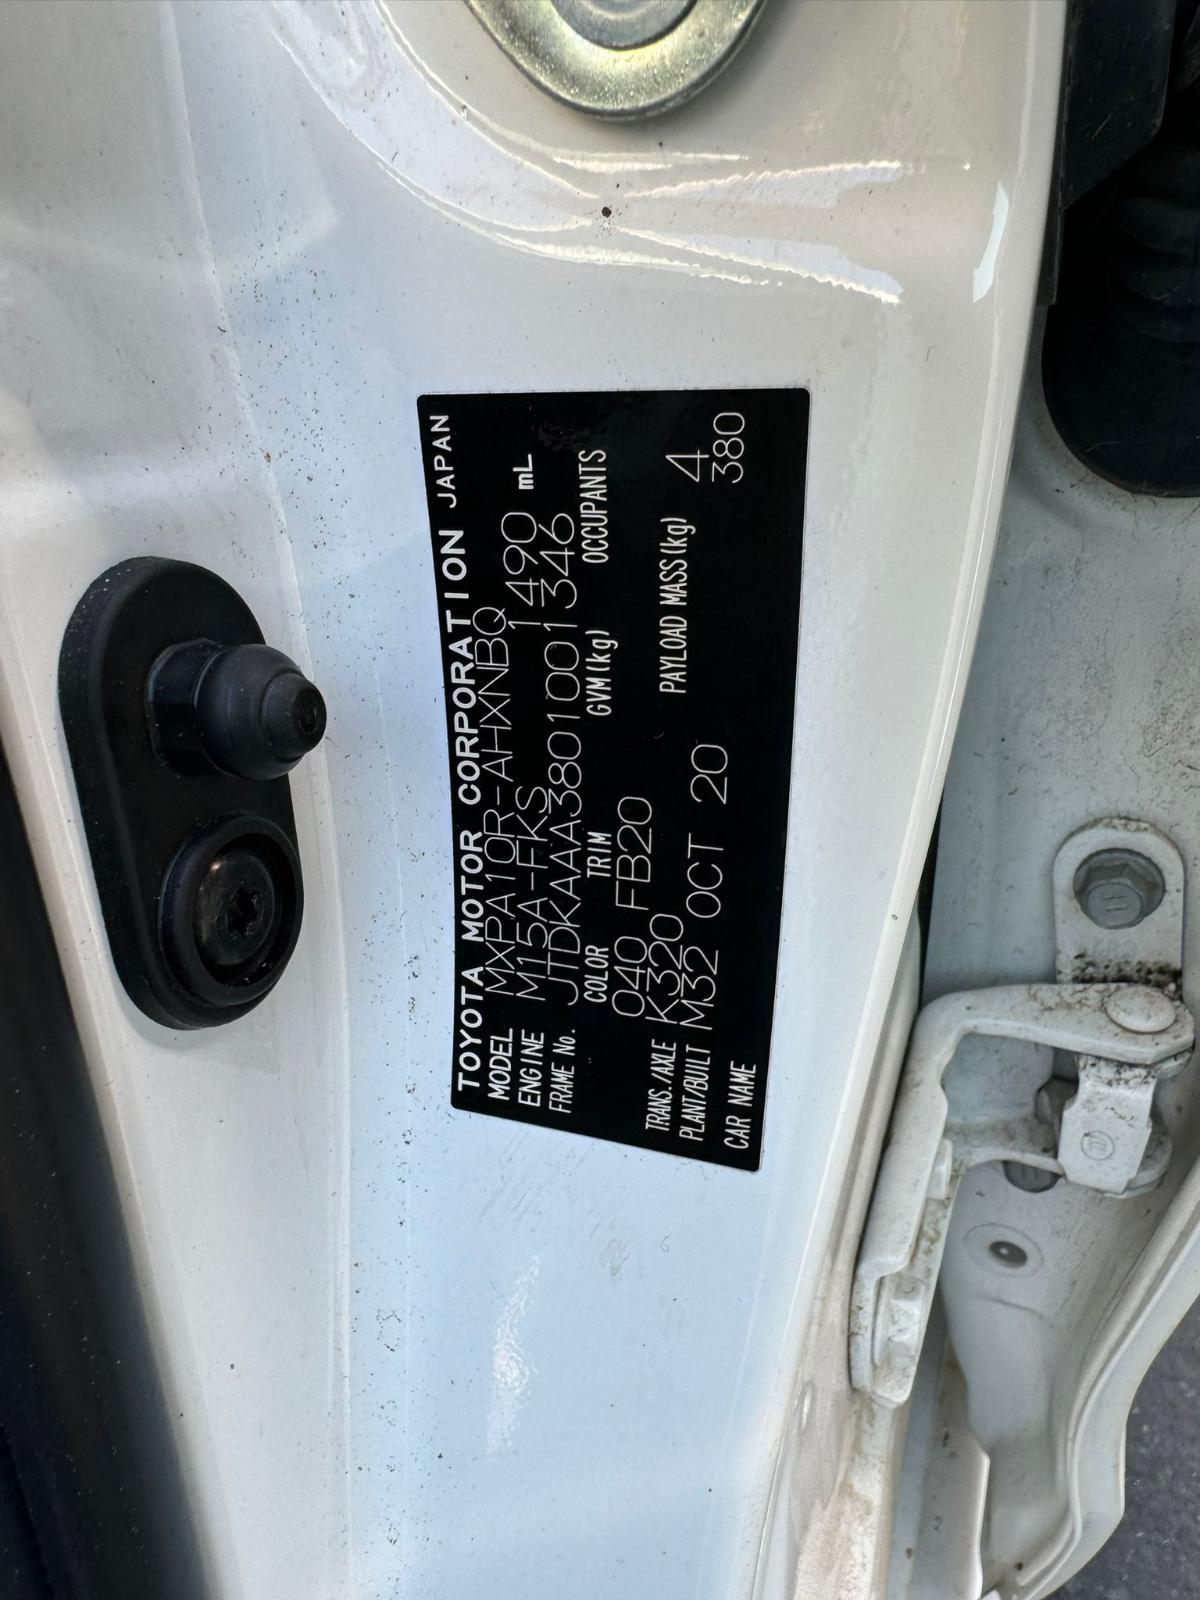 TOYOTA MOTOR CORPORATION JAPAN
MODEL MXPA10R-AHXNBQ
ENGINE M15A-FKS 1490 mL
FRAME No. JTDKAAA3801001346
COLOR TRIM GVM(kg) OCCUPANTS
040 FB20 4
TRANS./AXLE K320 PAYLOAD MASS(kg) 380
PLANT/BUILT M32 OCT 20
CAR NAME